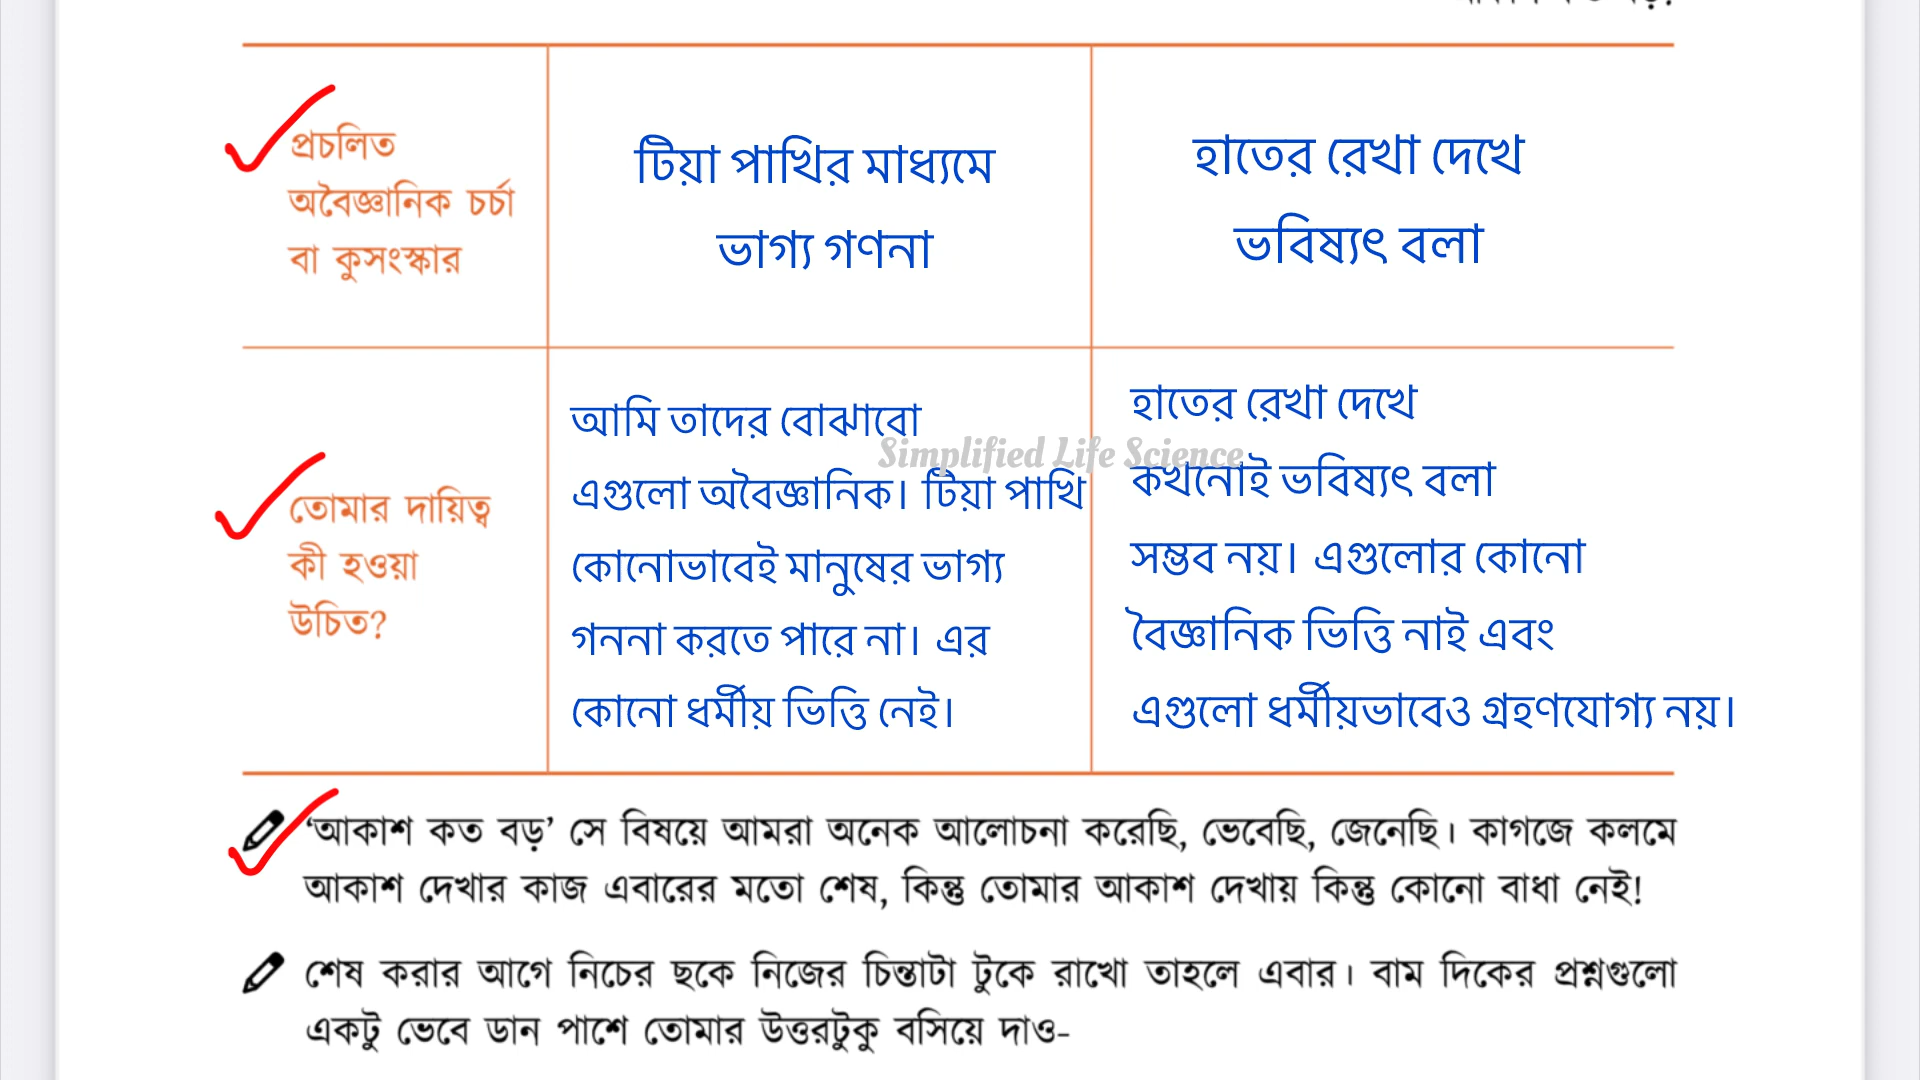 প্রচলিত
অবৈজ্ঞানিক চর্চা
বা কুসংস্কার
টিয়া পাখির মাধ্যমে
ভাগ্য গণনা
হাতের রেখা দেখে
ভবিষ্যৎ বলা
তোমার দায়িত্ব
কী হওয়া
উচিত?
আমি তাদের বোঝাবো
এগুলো অবৈজ্ঞানিক। টিয়া পাখি
কোনোভাবেই মানুষের ভাগ্য
গননা করতে পারে না। এর
কোনো ধর্মীয় ভিত্তি নেই।
হাতের রেখা দেখে
কখনোই ভবিষ্যৎ বলা
সম্ভব নয়। এগুলোর কোনো
বৈজ্ঞানিক ভিত্তি নাই এবং
এগুলো ধর্মীয়ভাবেও গ্রহণযোগ্য নয়।
Simplified Life Science
‘আকাশ কত বড়’ সে বিষয়ে আমরা অনেক আলোচনা করেছি, ভেবেছি, জেনেছি। কাগজে কলমে
আকাশ দেখার কাজ এবারের মতো শেষ, কিন্তু তোমার আকাশ দেখায় কিন্তু কোনো বাধা নেই!
শেষ করার আগে নিচের ছকে নিজের চিন্তাটা টুকে রাখো তাহলে এবার। বাম দিকের প্রশ্নগুলো
একটু ভেবে ডান পাশে তোমার উত্তরটুকু বসিয়ে দাও-